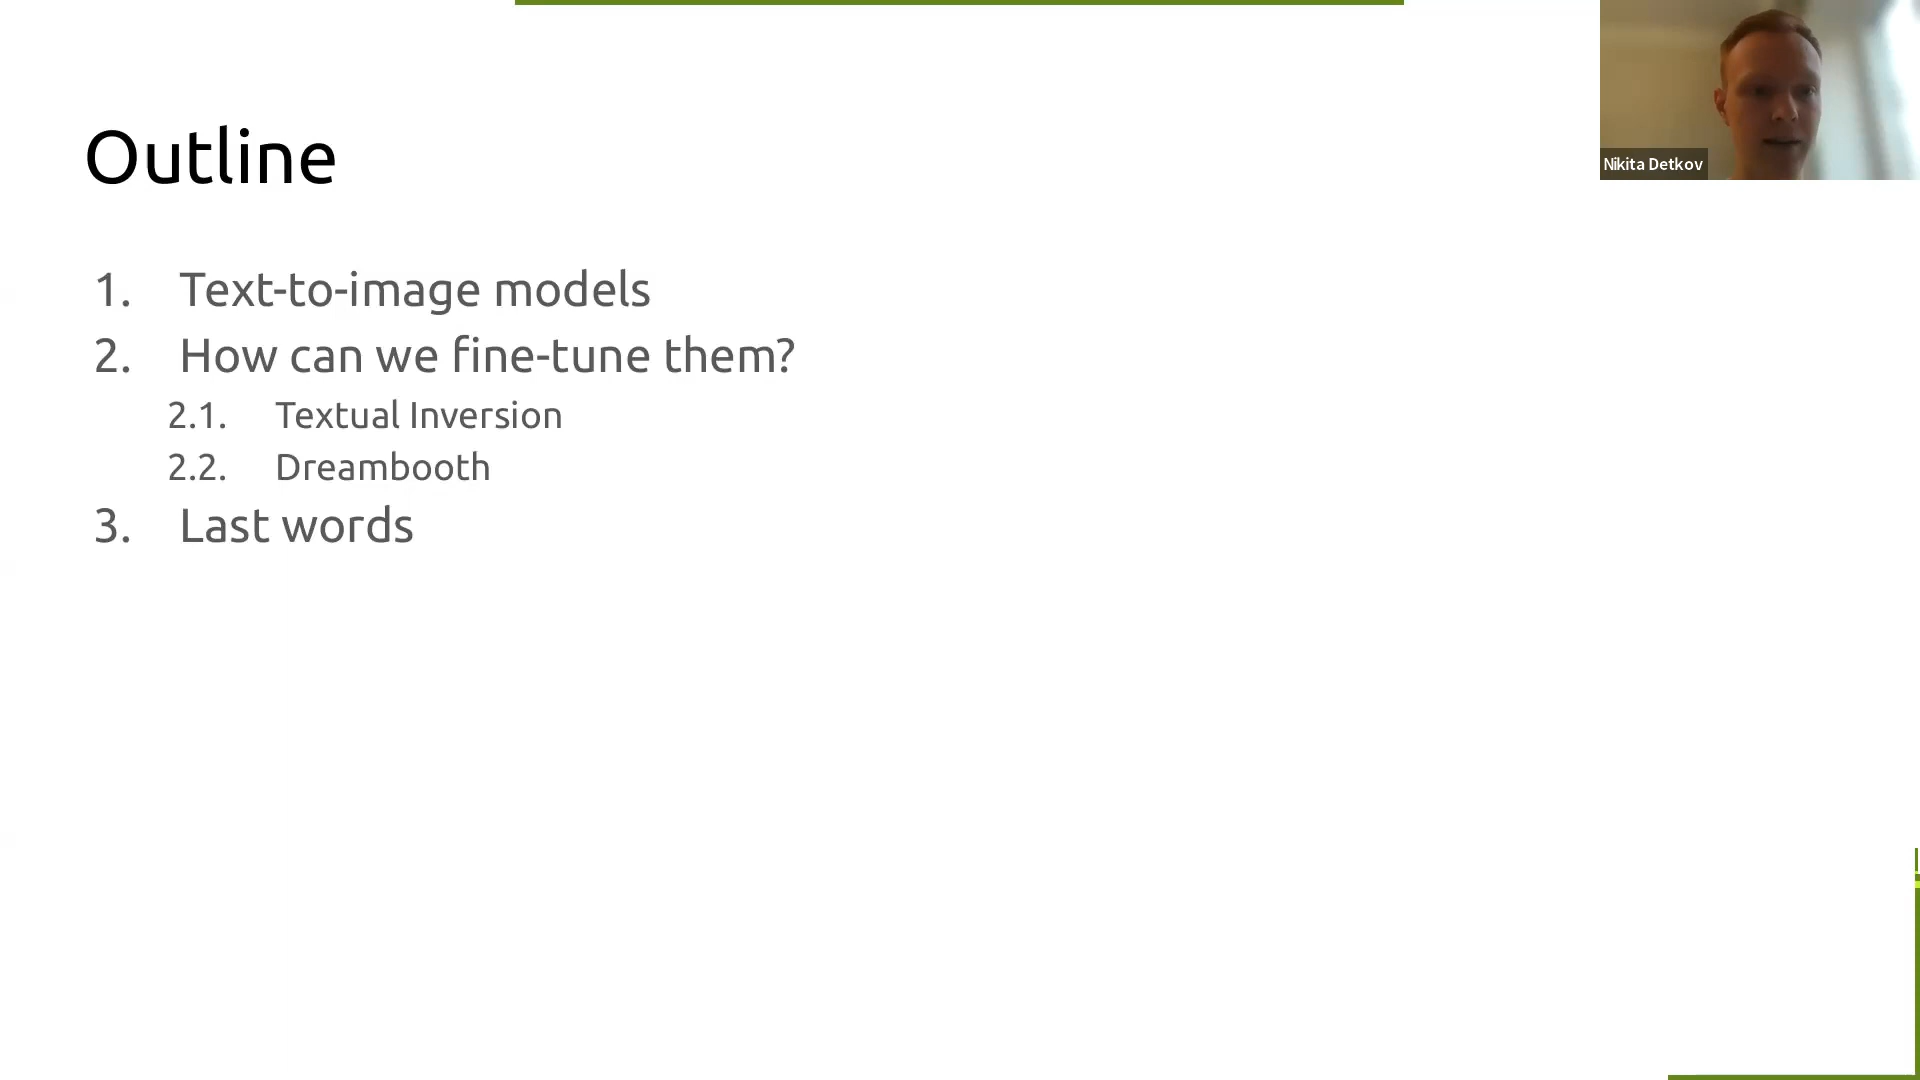 Outline
1. Text-to-image models
2. How can we fine-tune them?
2.1. Textual Inversion
2.2. Dreambooth
3. Last words
Nikita Detkov